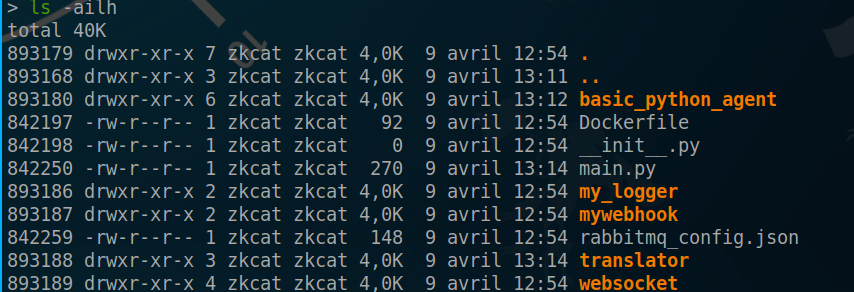 > ls -ailh
total 40K
893179 drwxr-xr-x 7 zkcat zkcat 4,0K  9 avril 12:54 .
893168 drwxr-xr-x 3 zkcat zkcat 4,0K  9 avril 13:11 ..
893180 drwxr-xr-x 6 zkcat zkcat 4,0K  9 avril 13:12 basic_python_agent
842197 -rw-r--r-- 1 zkcat zkcat   92  9 avril 12:54 Dockerfile
842198 -rw-r--r-- 1 zkcat zkcat    0  9 avril 12:54 __init__.py
842250 -rw-r--r-- 1 zkcat zkcat  270  9 avril 13:14 main.py
893186 drwxr-xr-x 2 zkcat zkcat 4,0K  9 avril 12:54 my_logger
893187 drwxr-xr-x 2 zkcat zkcat 4,0K  9 avril 12:54 mywebhook
842259 -rw-r--r-- 1 zkcat zkcat  148  9 avril 12:54 rabbitmq_config.json
893188 drwxr-xr-x 3 zkcat zkcat 4,0K  9 avril 13:14 translator
893189 drwxr-xr-x 4 zkcat zkcat 4,0K  9 avril 12:54 websocket